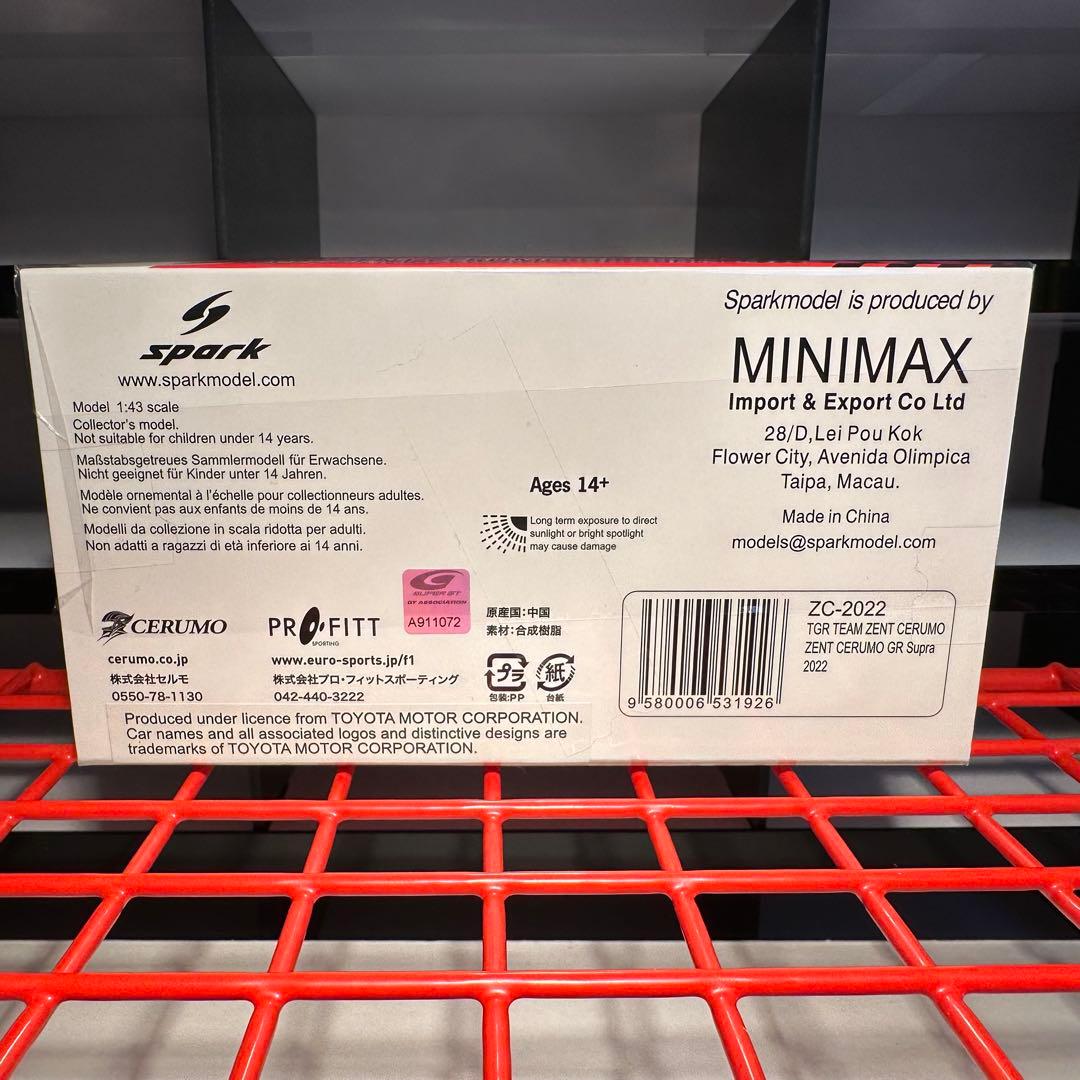 spark
www.sparkmodel.com
Model 1:43 scale
Collector's model.
Not suitable for children under 14 years.
Maßstabsgetreues Sammlermodell für Erwachsene.
Nicht geeignet für Kinder unter 14 Jahren.
Modèle ornemental à l'échelle pour collectionneurs adultes.
Ne convient pas aux enfants de moins de 14 ans.
Modelli da collezione in scala ridotta per adulti.
Non adatti a ragazzi di età inferiore ai 14 anni.
Ages 14+
Long term exposure to direct
sunlight or bright spotlight
may cause damage
Sparkmodel is produced by
MINIMAX
Import & Export Co Ltd
28/D,Lei Pou Kok
Flower City, Avenida Olimpica
Taipa, Macau.
Made in China
models@sparkmodel.com
CERUMO
cerumo.co.jp
株式会社セルモ
0550-78-1130
PROFITT
SPORTING
www.euro-sports.jp/f1
株式会社プロ・フィットスポーティング
042-440-3222
SUPER GT
GT ASSOCIATION
A911072
原産国:中国
素材:合成樹脂
プラ
包装:PP
紙
台紙
ZC-2022
TGR TEAM ZENT CERUMO
ZENT CERUMO GR Supra
2022
9 580006 531926
Produced under licence from TOYOTA MOTOR CORPORATION.
Car names and all associated logos and distinctive designs are
trademarks of TOYOTA MOTOR CORPORATION.